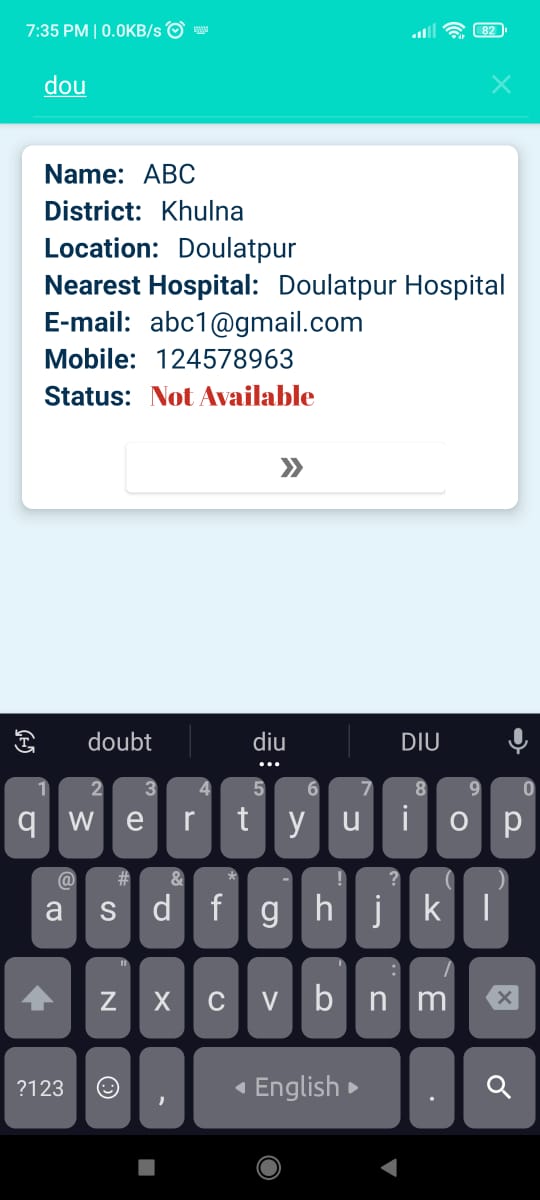 7:35 PM | 0.0KB/s 82
dou
Name: ABC
District: Khulna
Location: Doulatpur
Nearest Hospital: Doulatpur Hospital
E-mail: abc1@gmail.com
Mobile: 124578963
Status: Not Available
»
doubt diu DIU
1 2 3 4 5 6 7 8 9 0
q w e r t y u i o p
@ # & * - ! ? ( )
a s d f g h j k l
" ' : /
z x c v b n m
?123 , English .